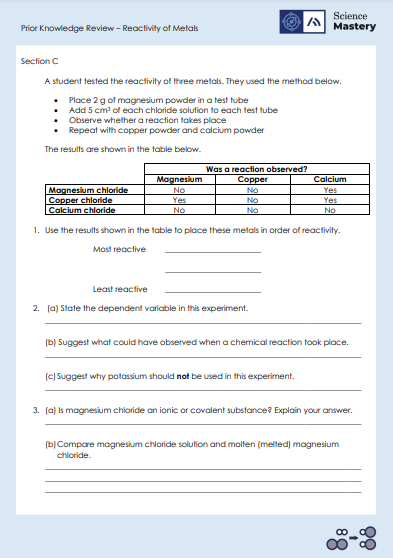 Prior Knowledge Review – Reactivity of Metals
Science
Mastery
Section C
A student tested the reactivity of three metals. They used the method below.
• Place 2 g of magnesium powder in a test tube
• Add 5 cm³ of each chloride solution to each test tube
• Observe whether a reaction takes place
• Repeat with copper powder and calcium powder
The results are shown in the table below.
Was a reaction observed?
Magnesium Copper Calcium
Magnesium chloride No No Yes
Copper chloride Yes No Yes
Calcium chloride No No No
1. Use the results shown in the table to place these metals in order of reactivity.
Most reactive
Least reactive
2. (a) State the dependent variable in this experiment.
(b) Suggest what could have observed when a chemical reaction took place.
(c) Suggest why potassium should not be used in this experiment.
3. (a) Is magnesium chloride an ionic or covalent substance? Explain your answer.
(b) Compare magnesium chloride solution and molten (melted) magnesium
chloride.